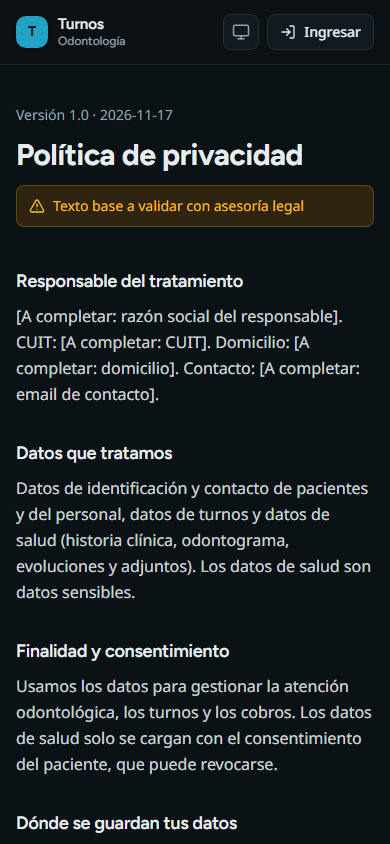 T
Turnos
Odontología
Ingresar
Versión 1.0 · 2026-11-17
Política de privacidad
Texto base a validar con asesoría legal
Responsable del tratamiento
[A completar: razón social del responsable].
CUIT: [A completar: CUIT]. Domicilio: [A
completar: domicilio]. Contacto: [A completar:
email de contacto].
Datos que tratamos
Datos de identificación y contacto de pacientes
y del personal, datos de turnos y datos de
salud (historia clínica, odontograma,
evoluciones y adjuntos). Los datos de salud son
datos sensibles.
Finalidad y consentimiento
Usamos los datos para gestionar la atención
odontológica, los turnos y los cobros. Los datos
de salud solo se cargan con el consentimiento
del paciente, que puede revocarse.
Dónde se guardan tus datos